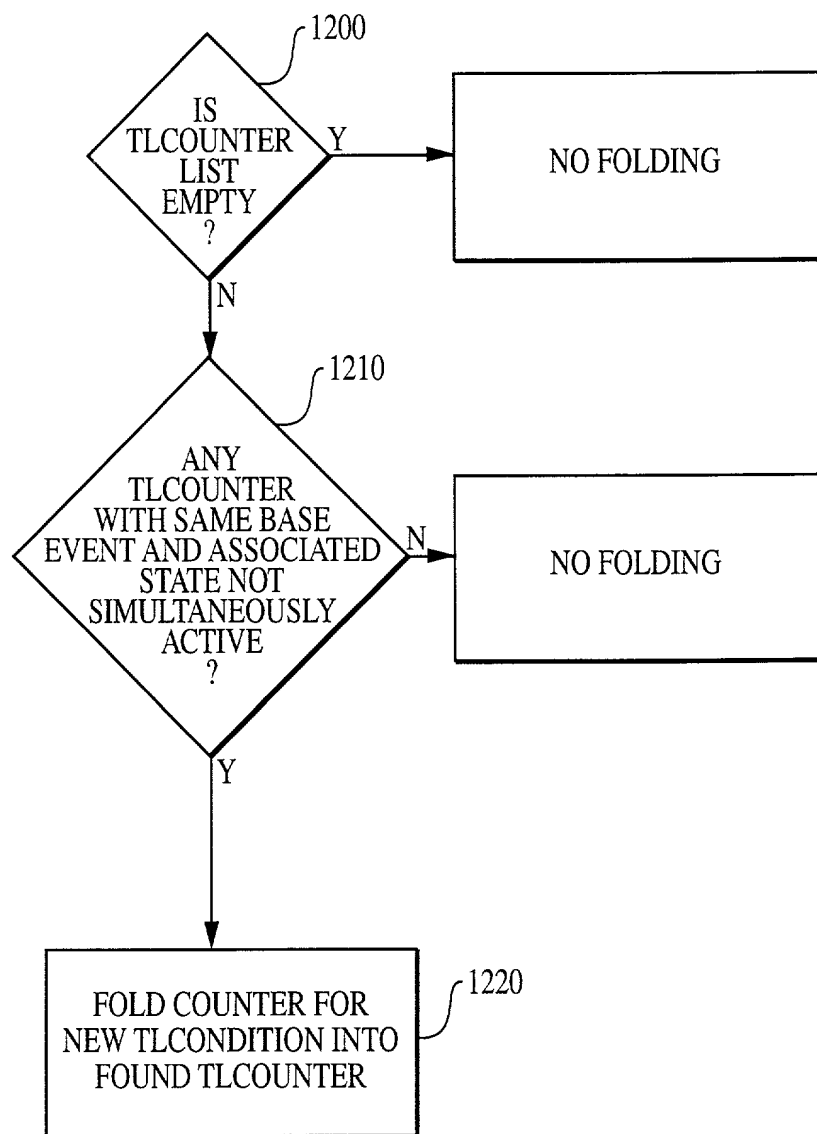 1200
IS
TLCOUNTER
LIST
EMPTY
?
Y
NO FOLDING
N
1210
ANY
TLCOUNTER
WITH SAME BASE
EVENT AND ASSOCIATED
STATE NOT
SIMULTANEOUSLY
ACTIVE
?
N
NO FOLDING
Y
1220
FOLD COUNTER FOR
NEW TLCONDITION INTO
FOUND TLCOUNTER